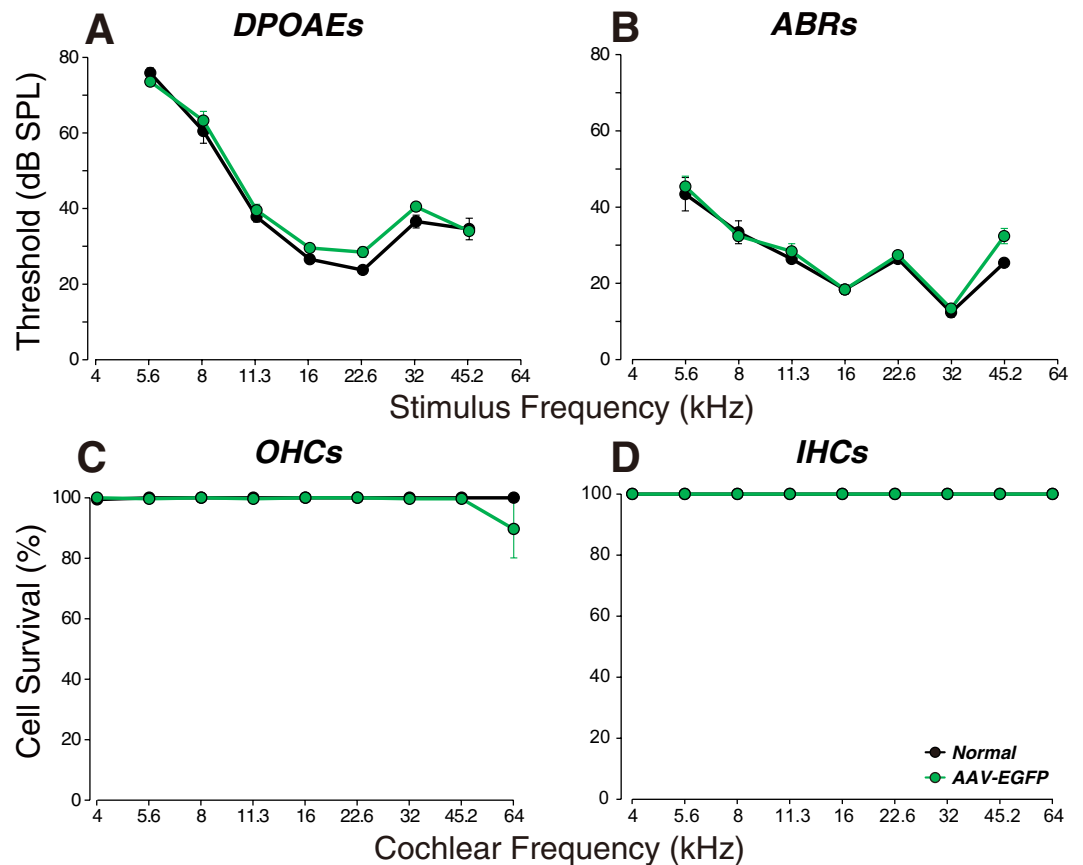 A
DPOAEs
B
ABRs
Threshold (dB SPL)
80
60
40
20
0
4 5.6 8 11.3 16 22.6 32 45.2 64
80
60
40
20
0
4 5.6 8 11.3 16 22.6 32 45.2 64
Stimulus Frequency (kHz)
C
OHCs
D
IHCs
Cell Survival (%)
100
80
60
40
20
0
4 5.6 8 11.3 16 22.6 32 45.2 64
100
80
60
40
20
0
4 5.6 8 11.3 16 22.6 32 45.2 64
Normal
AAV-EGFP
Cochlear Frequency (kHz)